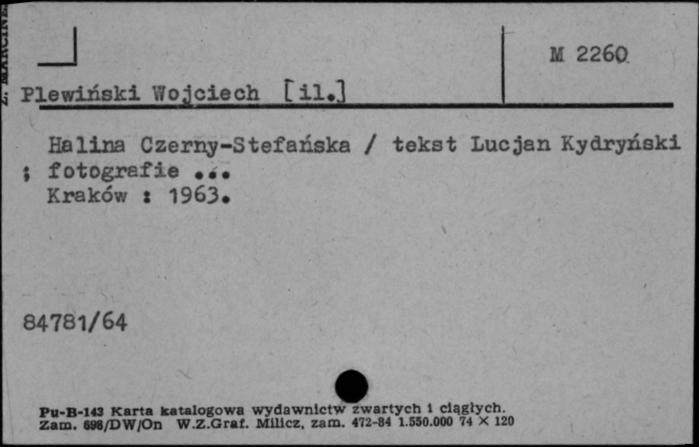 M 2260
Plewiński Wojciech [il.]
Halina Czerny-Stefańska / tekst Lucjan Kydryński
; fotografie ...
Kraków : 1963.
84781/64
Pu-B-143 Karta katalogowa wydawnictw zwartych i ciągłych.
Zam. 698/DW/On W.Z.Graf. Milicz, zam. 472-84 1.550.000 74 × 120